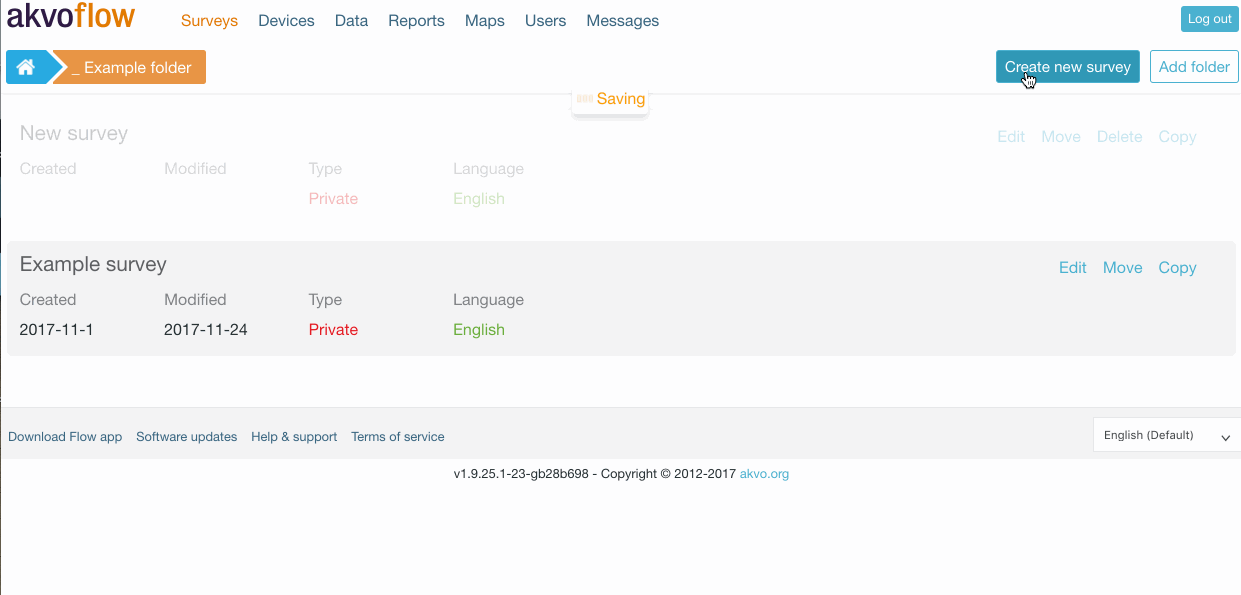 akvoflow Surveys Devices Data Reports Maps Users Messages Log out
_ Example folder Create new survey Add folder
Saving
New survey Edit Move Delete Copy
Created Modified Type Language
Private English
Example survey Edit Move Copy
Created Modified Type Language
2017-11-1 2017-11-24 Private English
Download Flow app Software updates Help & support Terms of service English (Default)
v1.9.25.1-23-gb28b698 - Copyright © 2012-2017 akvo.org